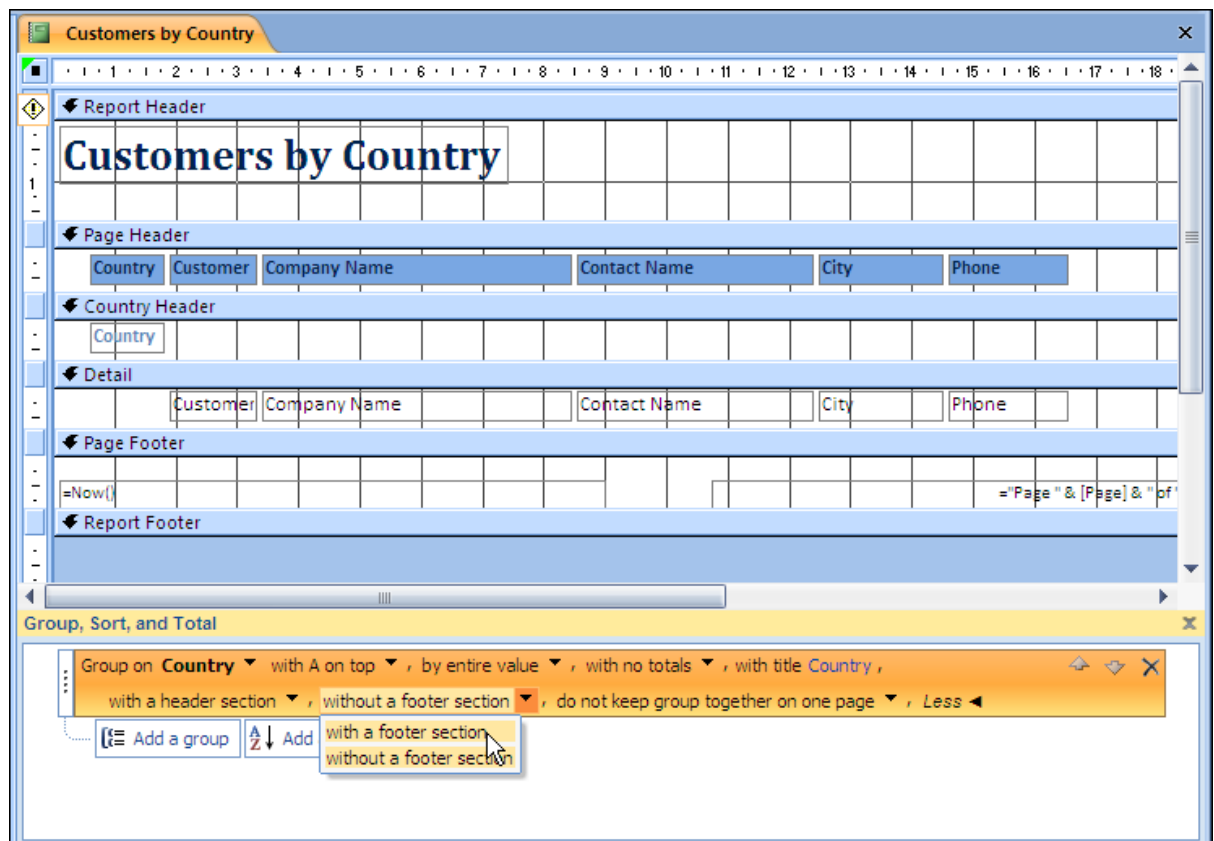 Customers by Country
1 2 3 4 5 6 7 8 9 10 11 12 13 14 15 16 17 18
Report Header
Customers by Country
1
Page Header
Country Customer Company Name Contact Name City Phone
Country Header
Country
Detail
Customer Company Name Contact Name City Phone
Page Footer
=Now() ="Page " & [Page] & " of "
Report Footer
Group, Sort, and Total
Group on Country with A on top , by entire value , with no totals , with title Country ,
with a header section , without a footer section , do not keep group together on one page , Less
Add a group A Z Add
with a footer section
without a footer section